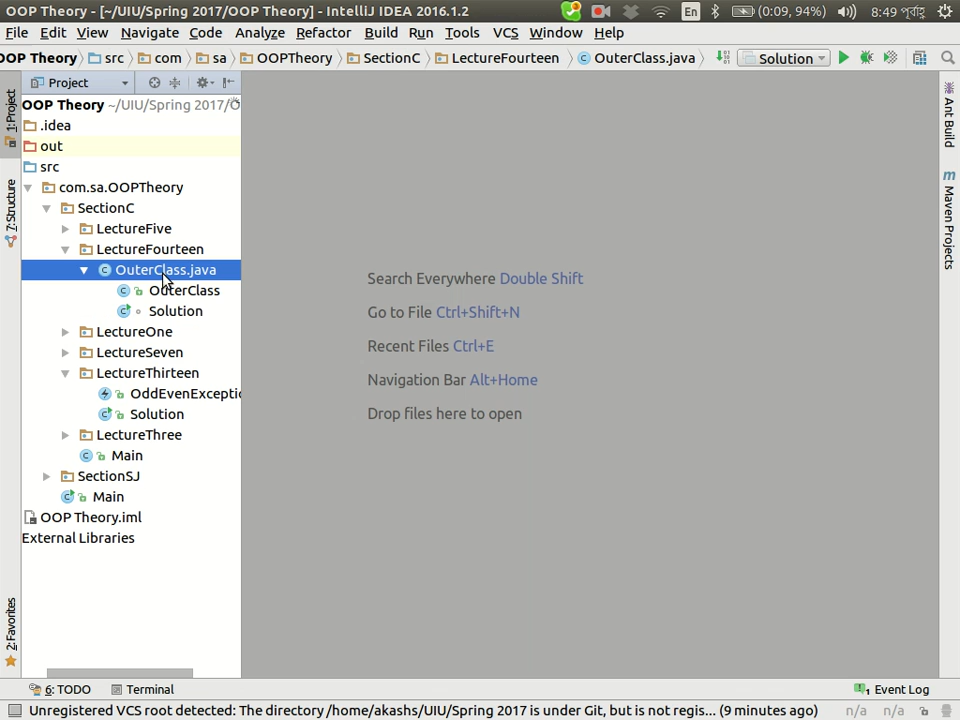 OOP Theory - [~/UIU/Spring 2017/OOP Theory] - IntelliJ IDEA 2016.1.2
En
(0:09, 94%)
8:49 পূর্বাহ্ণ
File Edit View Navigate Code Analyze Refactor Build Run Tools VCS Window Help
OOP Theory src com sa OOPTheory SectionC LectureFourteen OuterClass.java Solution
Project
OOP Theory ~/UIU/Spring 2017/O
.idea
out
src
com.sa.OOPTheory
SectionC
LectureFive
LectureFourteen
OuterClass.java
OuterClass
Solution
LectureOne
LectureSeven
LectureThirteen
OddEvenExceptio
Solution
LectureThree
Main
SectionSJ
Main
OOP Theory.iml
External Libraries
1: Project
7: Structure
2: Favorites
Search Everywhere Double Shift
Go to File Ctrl+Shift+N
Recent Files Ctrl+E
Navigation Bar Alt+Home
Drop files here to open
Ant Build
m
Maven Projects
6: TODO
Terminal
1
Event Log
Unregistered VCS root detected: The directory /home/akashs/UIU/Spring 2017 is under Git, but is not regis... (9 minutes ago)
n/a n/a